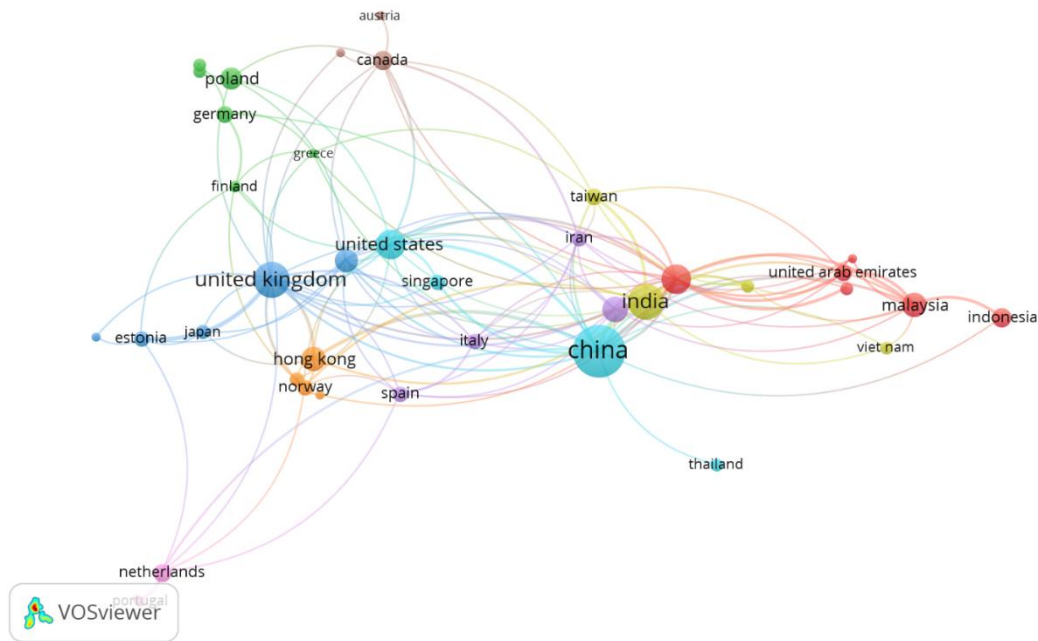 austria
canada
poland
germany
greece
finland
taiwan
iran
united states
united kingdom
singapore
united arab emirates
india
malaysia
indonesia
estonia
japan
italy
china
viet nam
hong kong
norway
spain
thailand
netherlands
portugal
VOSviewer